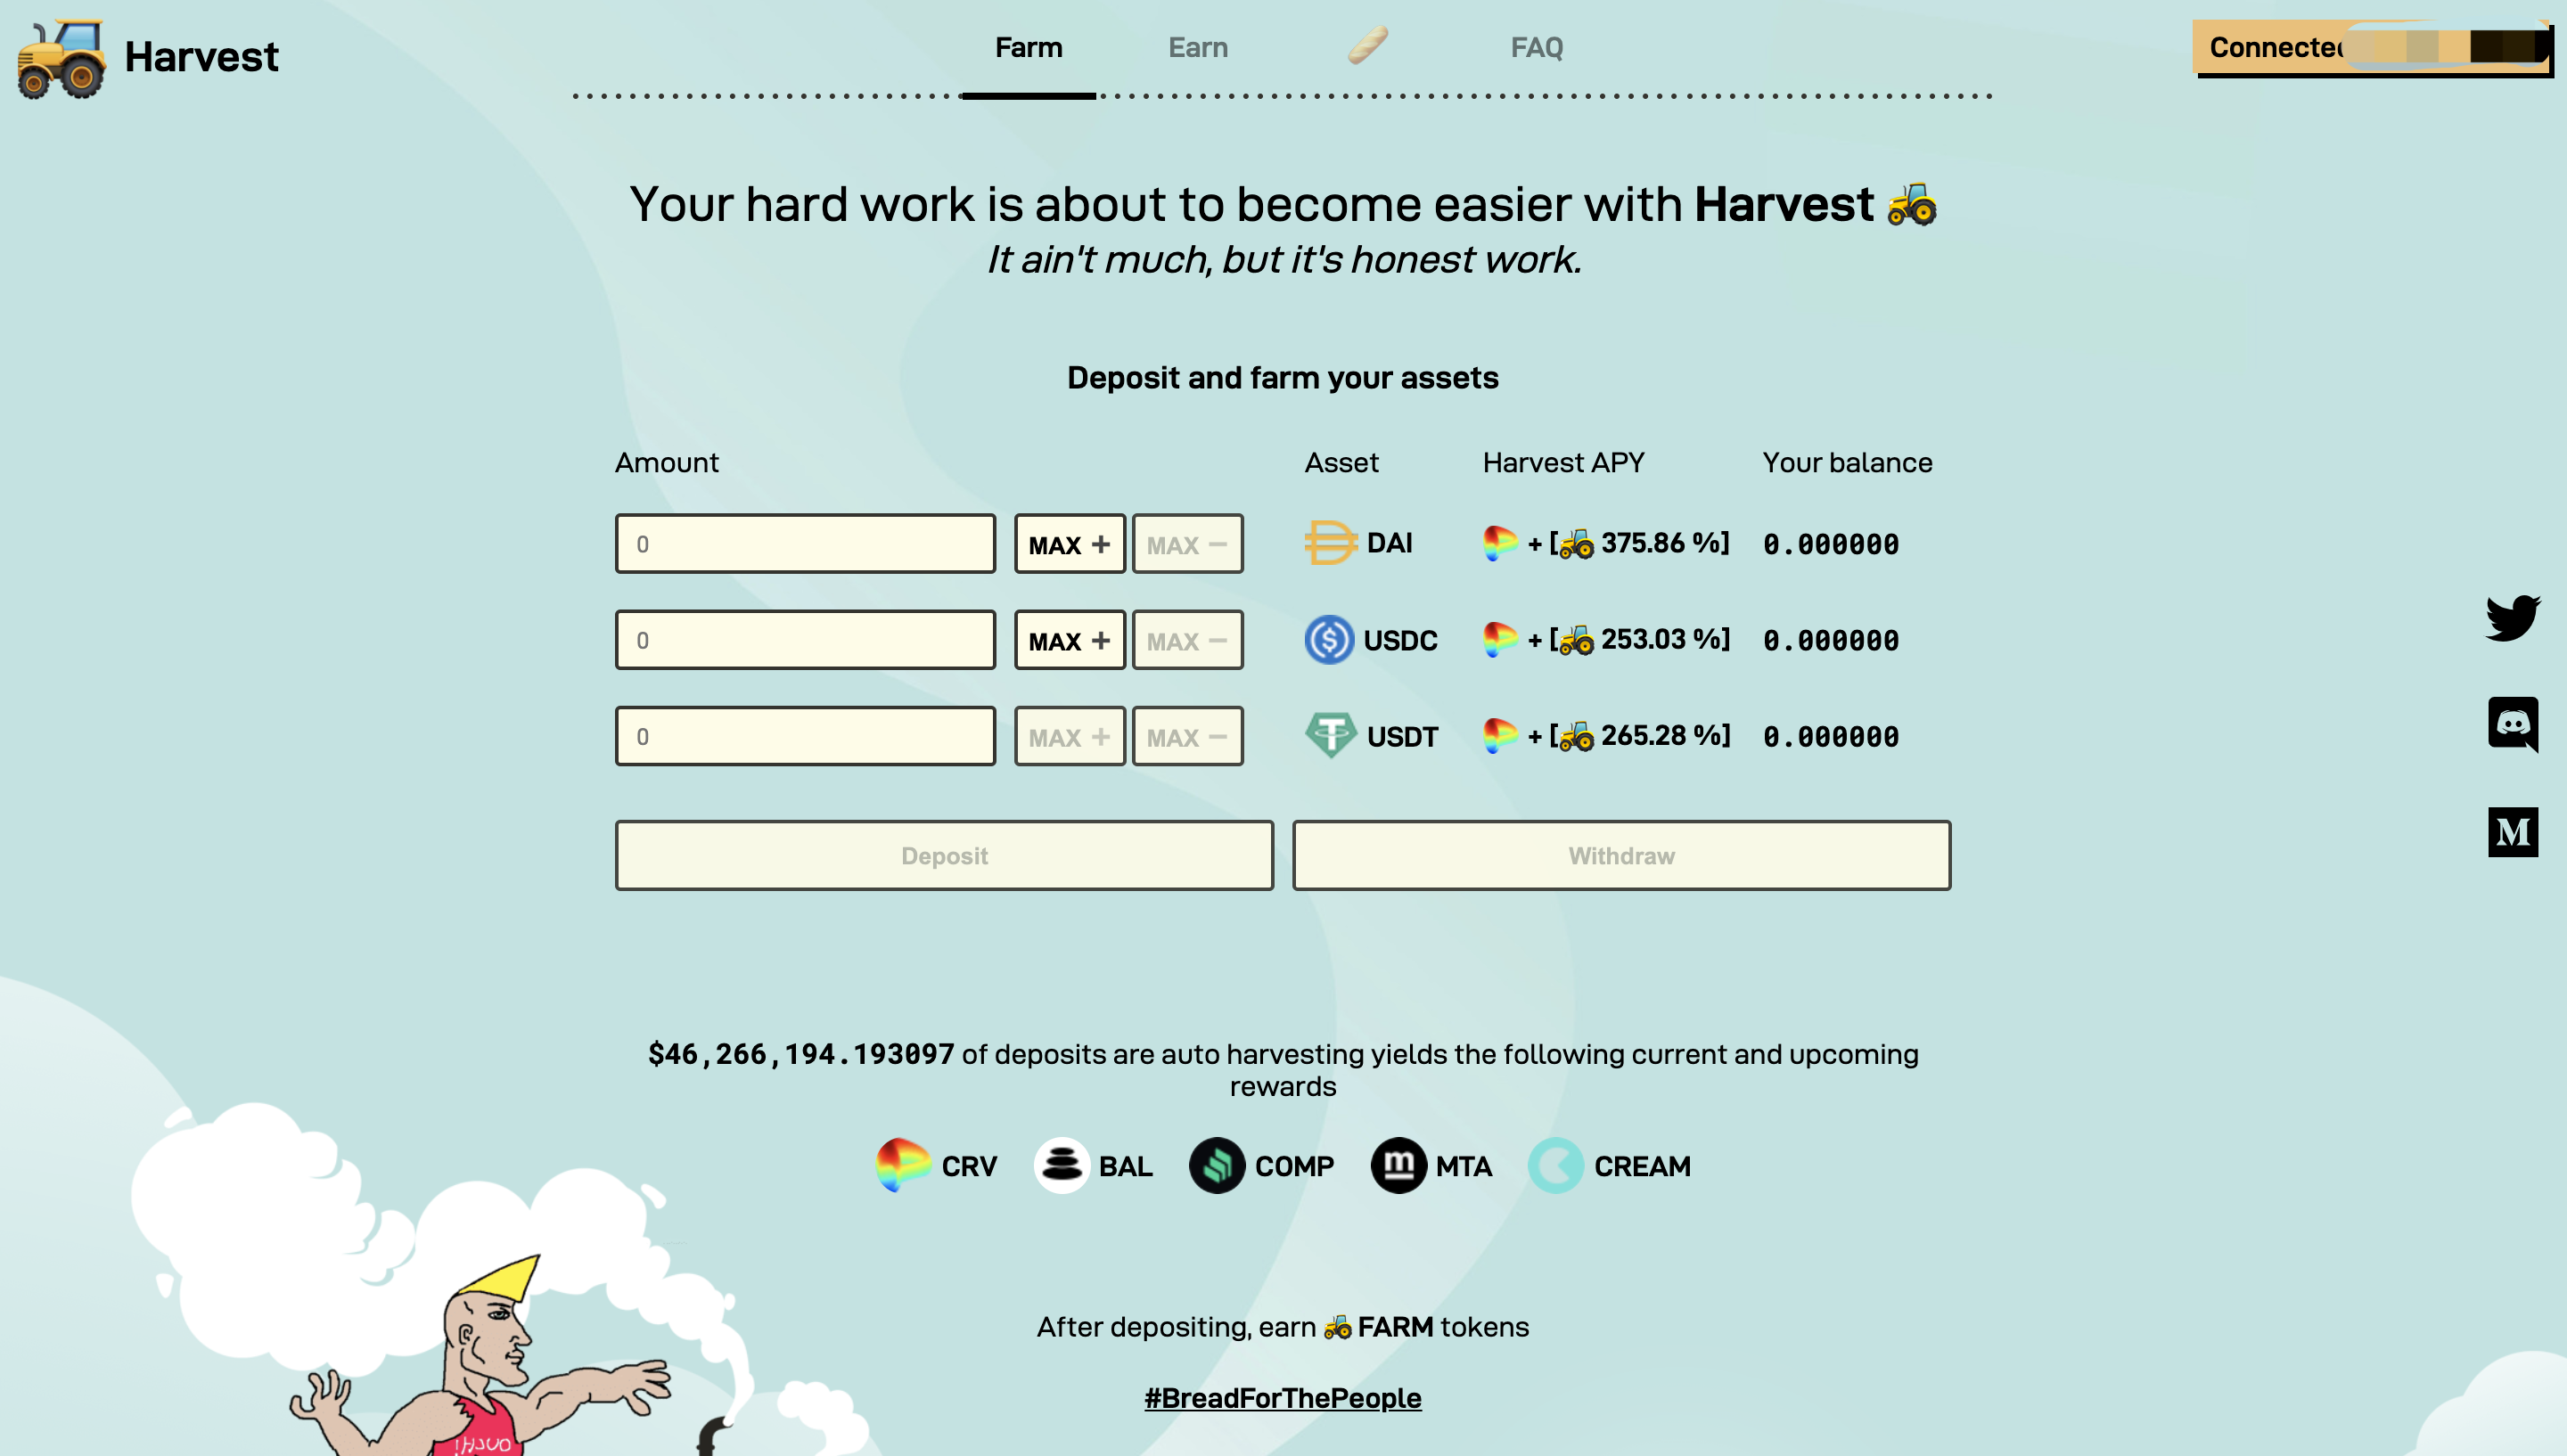 Harvest
Farm
Earn
FAQ
Connected
Your hard work is about to become easier with Harvest
It ain't much, but it's honest work.
Deposit and farm your assets
Amount Asset Harvest APY Your balance
0 MAX + MAX − DAI + [ 375.86 %] 0.000000
0 MAX + MAX − USDC + [ 253.03 %] 0.000000
0 MAX + MAX − USDT + [ 265.28 %] 0.000000
Deposit Withdraw
$46,266,194.193097 of deposits are auto harvesting yields the following current and upcoming
rewards
CRV BAL COMP MTA CREAM
After depositing, earn FARM tokens
#BreadForThePeople